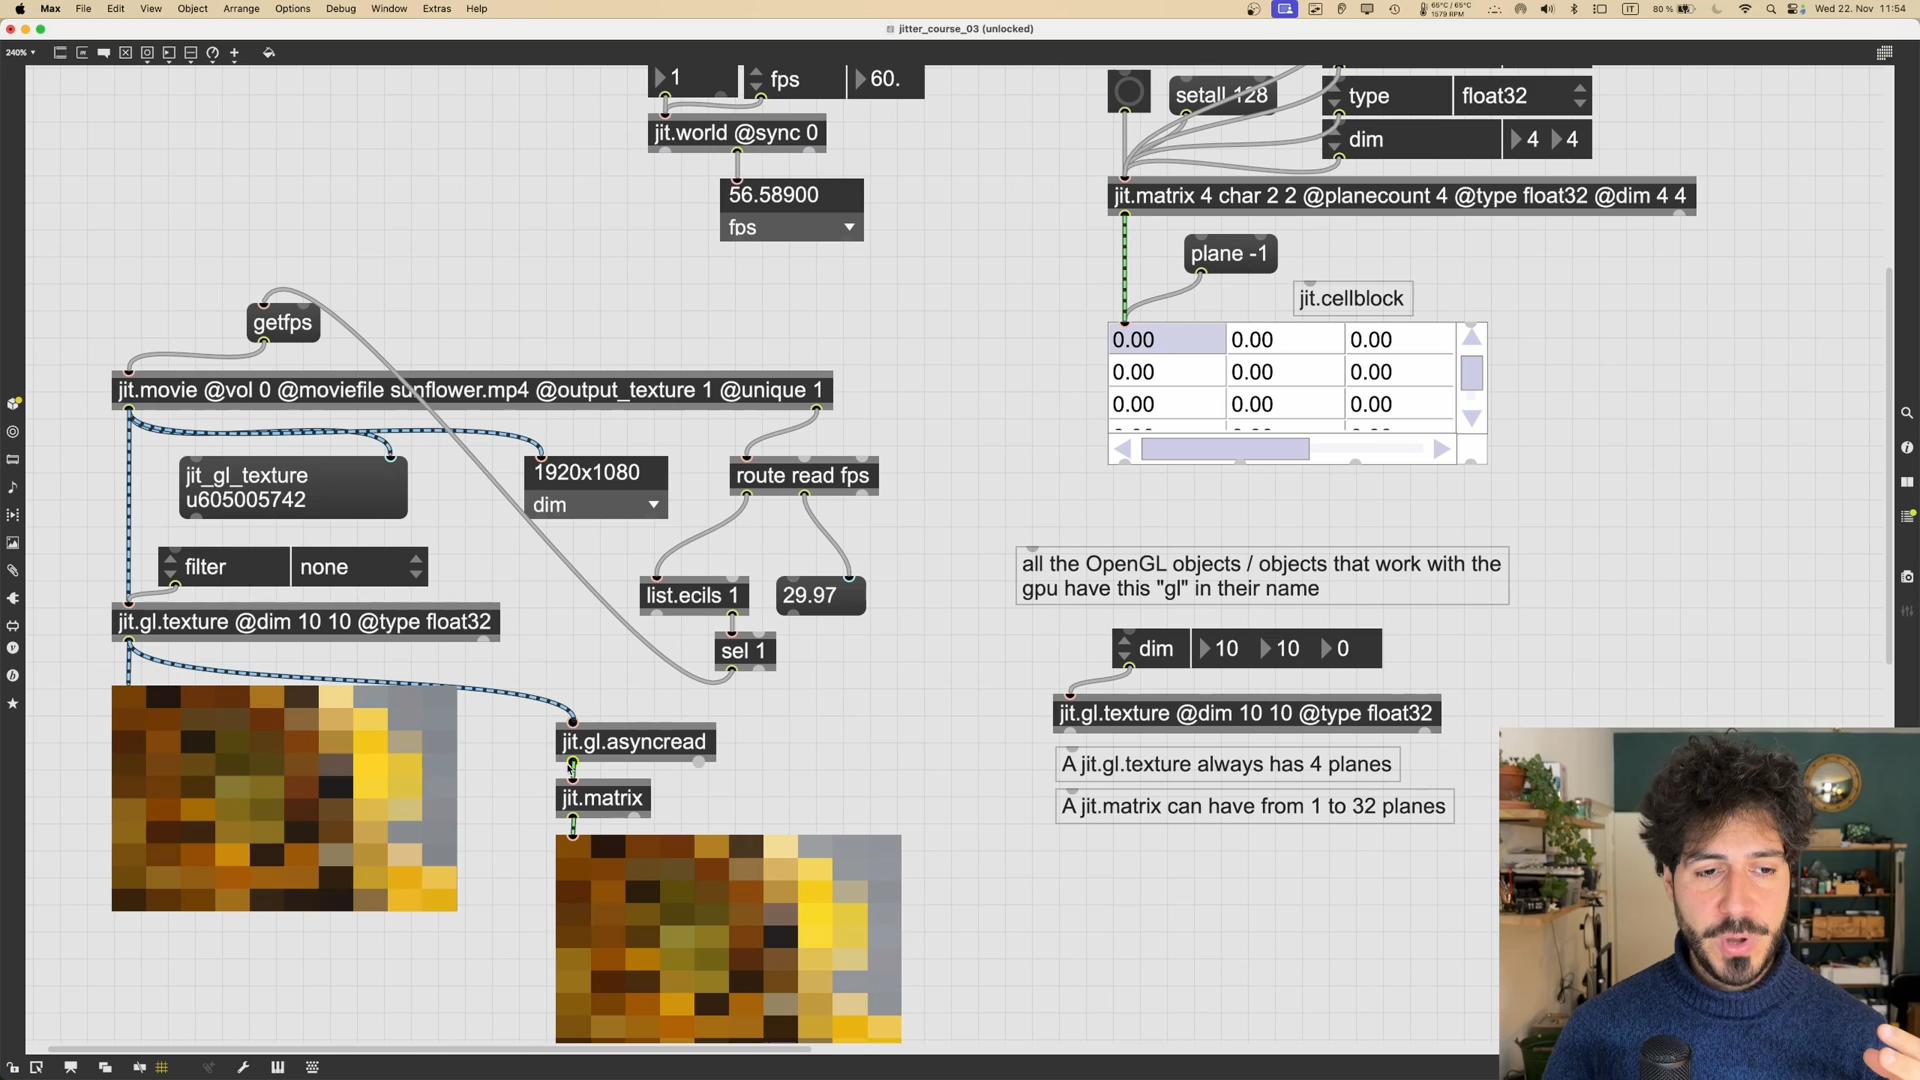 Max File Edit View Object Arrange Options Debug Window Extras Help
65°C / 65°C
1579 RPM
IT
80 %
Wed 22. Nov 11:54
jitter_course_03 (unlocked)
240%
1
fps
60.
jit.world @sync 0
56.58900
fps
setall 128
type
float32
dim
4
4
jit.matrix 4 char 2 2 @planecount 4 @type float32 @dim 4 4
plane -1
jit.cellblock
0.00
0.00
0.00
0.00
0.00
0.00
0.00
0.00
0.00
getfps
jit.movie @vol 0 @moviefile sunflower.mp4 @output_texture 1 @unique 1
jit_gl_texture
u605005742
1920x1080
dim
route read fps
filter
none
list.ecils 1
29.97
jit.gl.texture @dim 10 10 @type float32
sel 1
jit.gl.asyncread
jit.matrix
all the OpenGL objects / objects that work with the
gpu have this "gl" in their name
dim
10
10
0
jit.gl.texture @dim 10 10 @type float32
A jit.gl.texture always has 4 planes
A jit.matrix can have from 1 to 32 planes